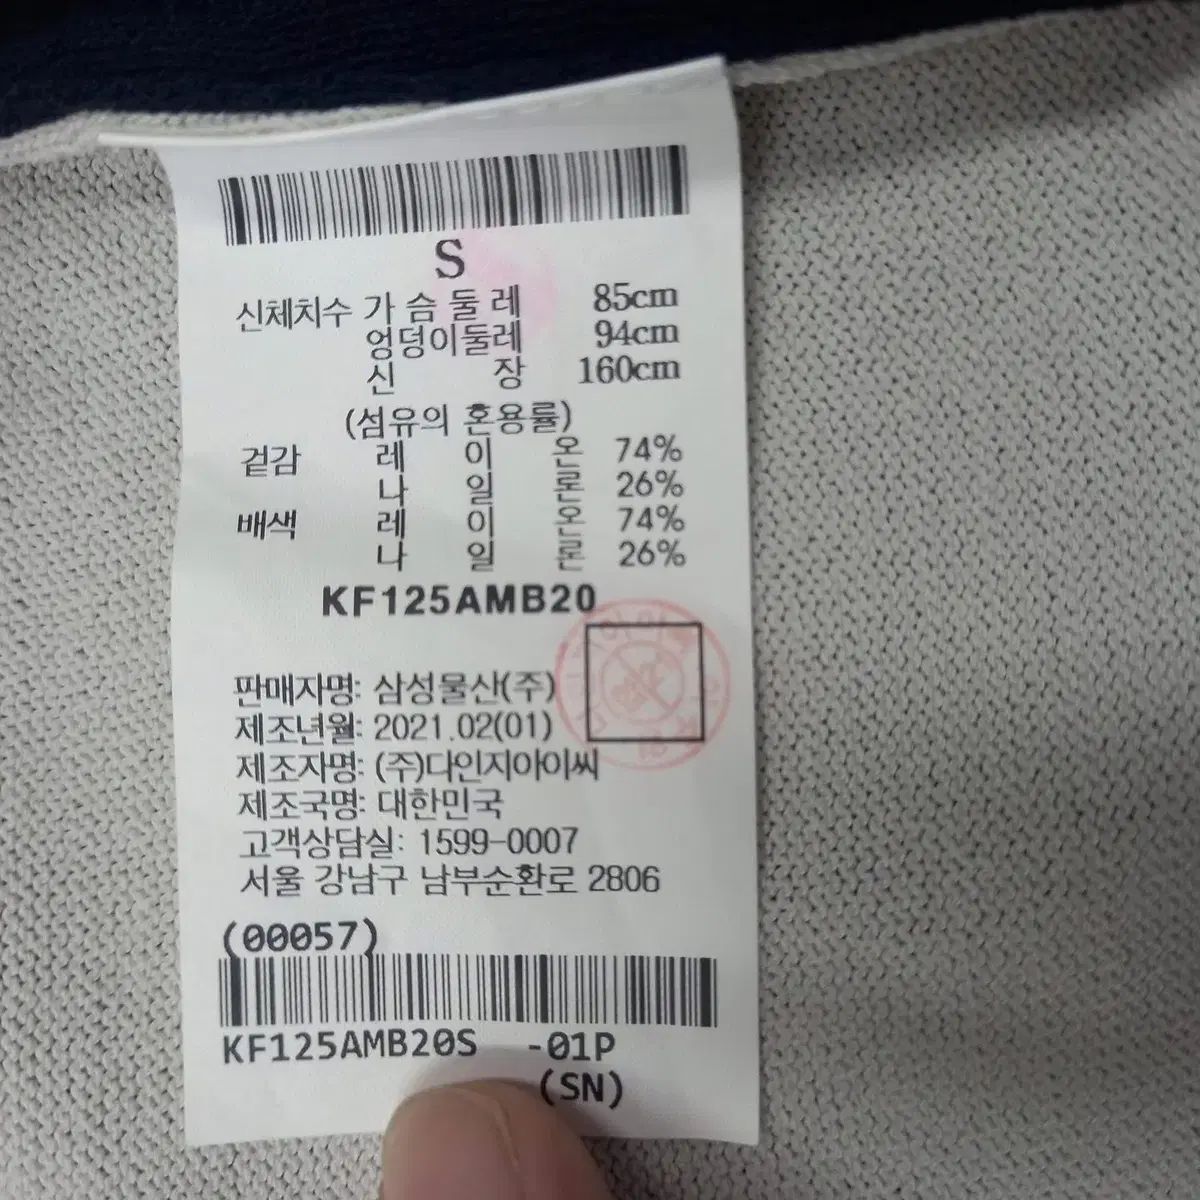 S
신체치수 가슴둘레 85cm
엉덩이둘레 94cm
신장 160cm
(섬유의 혼용률)
겉감 레이온 74%
나일론 26%
배색 레이온 74%
나일론 26%
KF125AMB20
판매자명: 삼성물산(주)
제조년월: 2021.02(01)
제조자명: (주)다인지아이씨
제조국명: 대한민국
고객상담실: 1599-0007
서울 강남구 남부순환로 2806
(00057)
KF125AMB20S -01P
(SN)